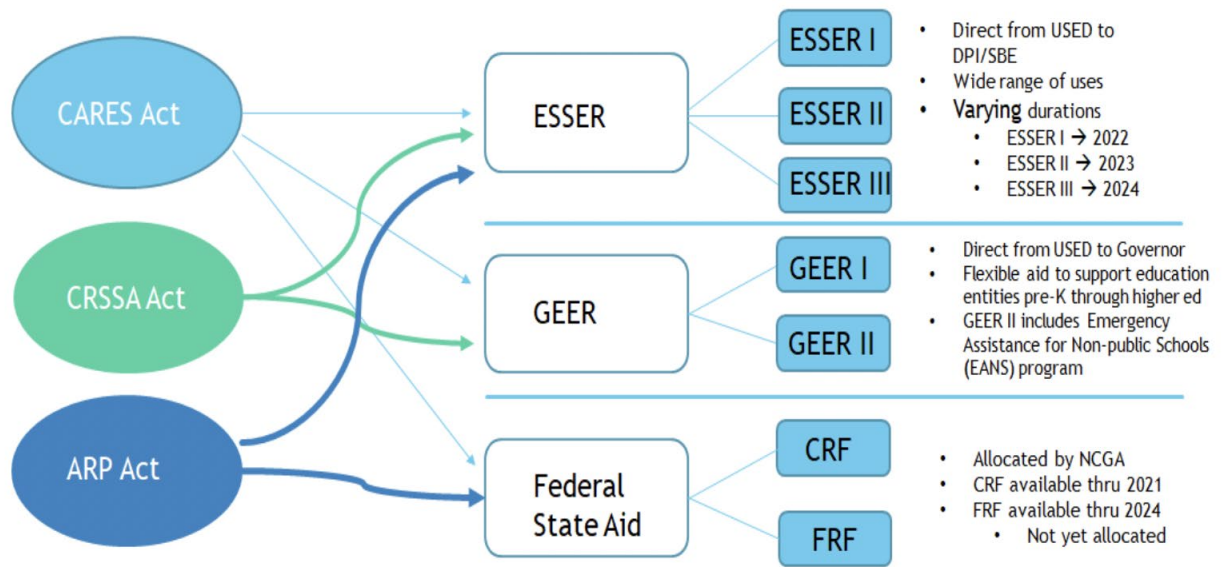 CARES Act
CRSSA Act
ARP Act
ESSER
ESSER I
ESSER II
ESSER III
• Direct from USED to
DPI/SBE
• Wide range of uses
• Varying durations
• ESSER I → 2022
• ESSER II → 2023
• ESSER III → 2024
GEER
GEER I
GEER II
• Direct from USED to Governor
• Flexible aid to support education
entities pre-K through higher ed
• GEER II includes Emergency
Assistance for Non-public Schools
(EANS) program
Federal
State Aid
CRF
FRF
• Allocated by NCGA
• CRF available thru 2021
• FRF available thru 2024
• Not yet allocated